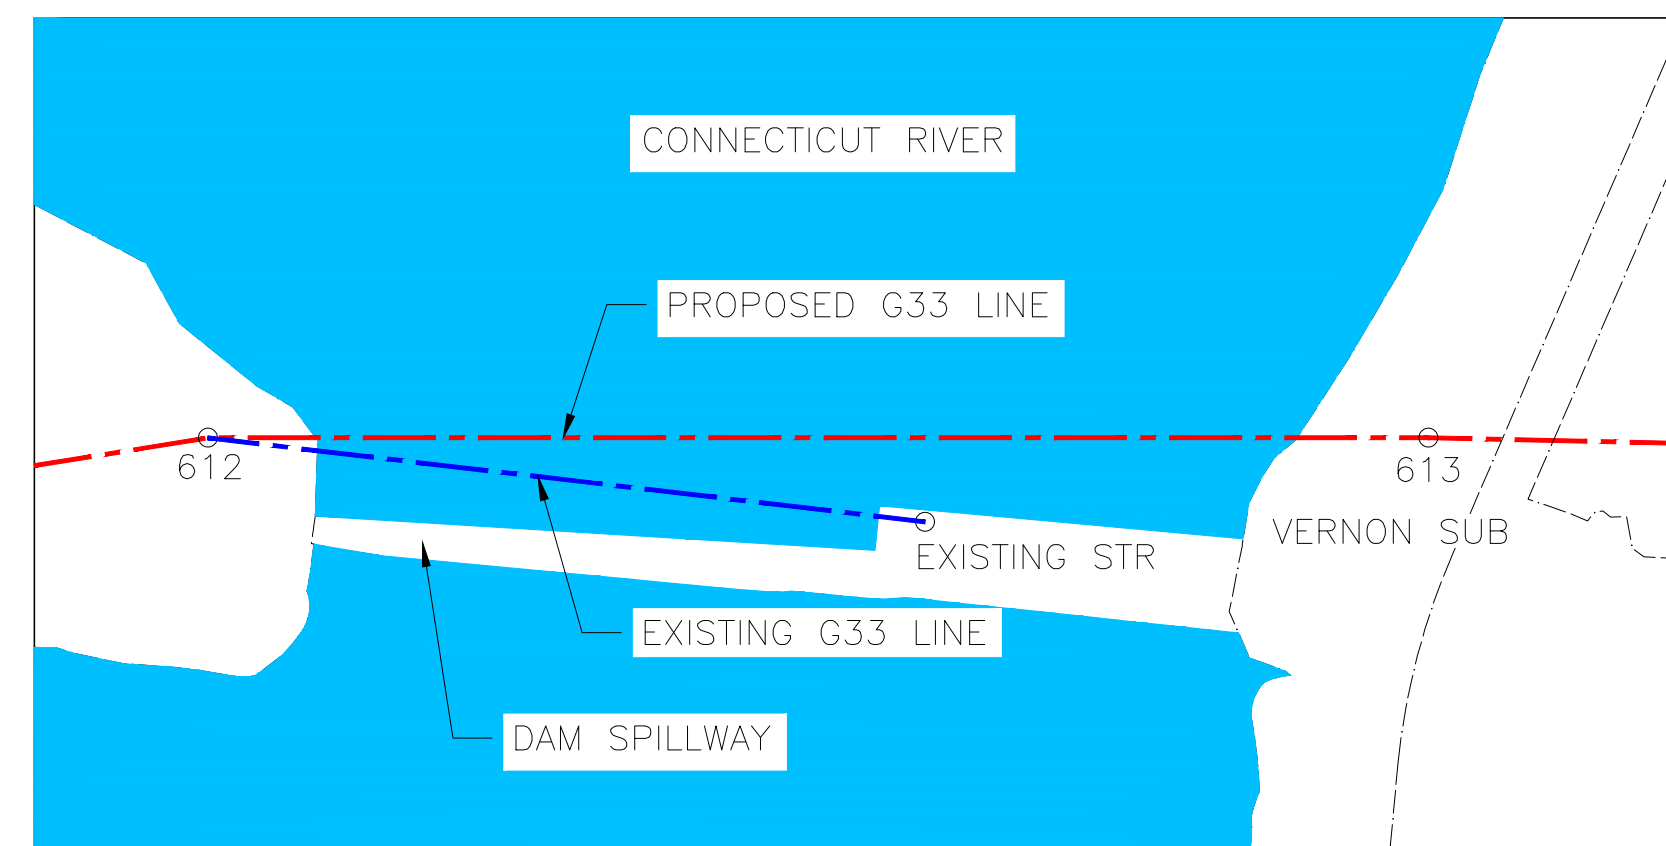 CONNECTICUT RIVER
PROPOSED G33 LINE
612
613
VERNON SUB
EXISTING STR
EXISTING G33 LINE
DAM SPILLWAY